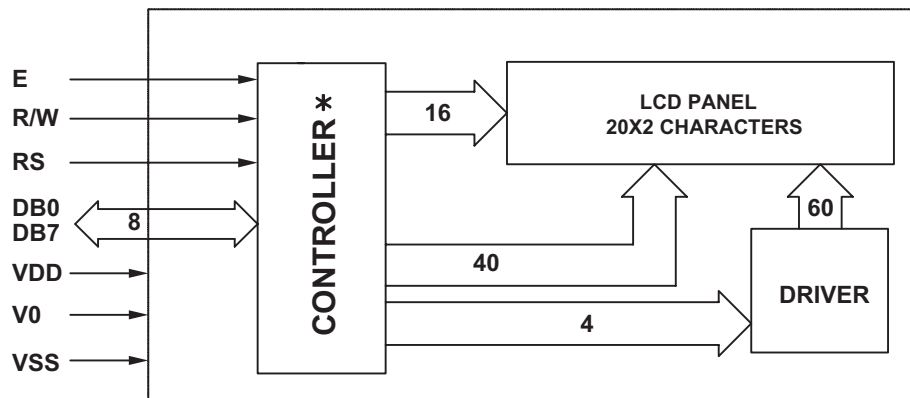 E
R/W
RS
DB0
DB7
8
VDD
V0
VSS
CONTROLLER *
16
LCD PANEL
20X2 CHARACTERS
40
60
4
DRIVER